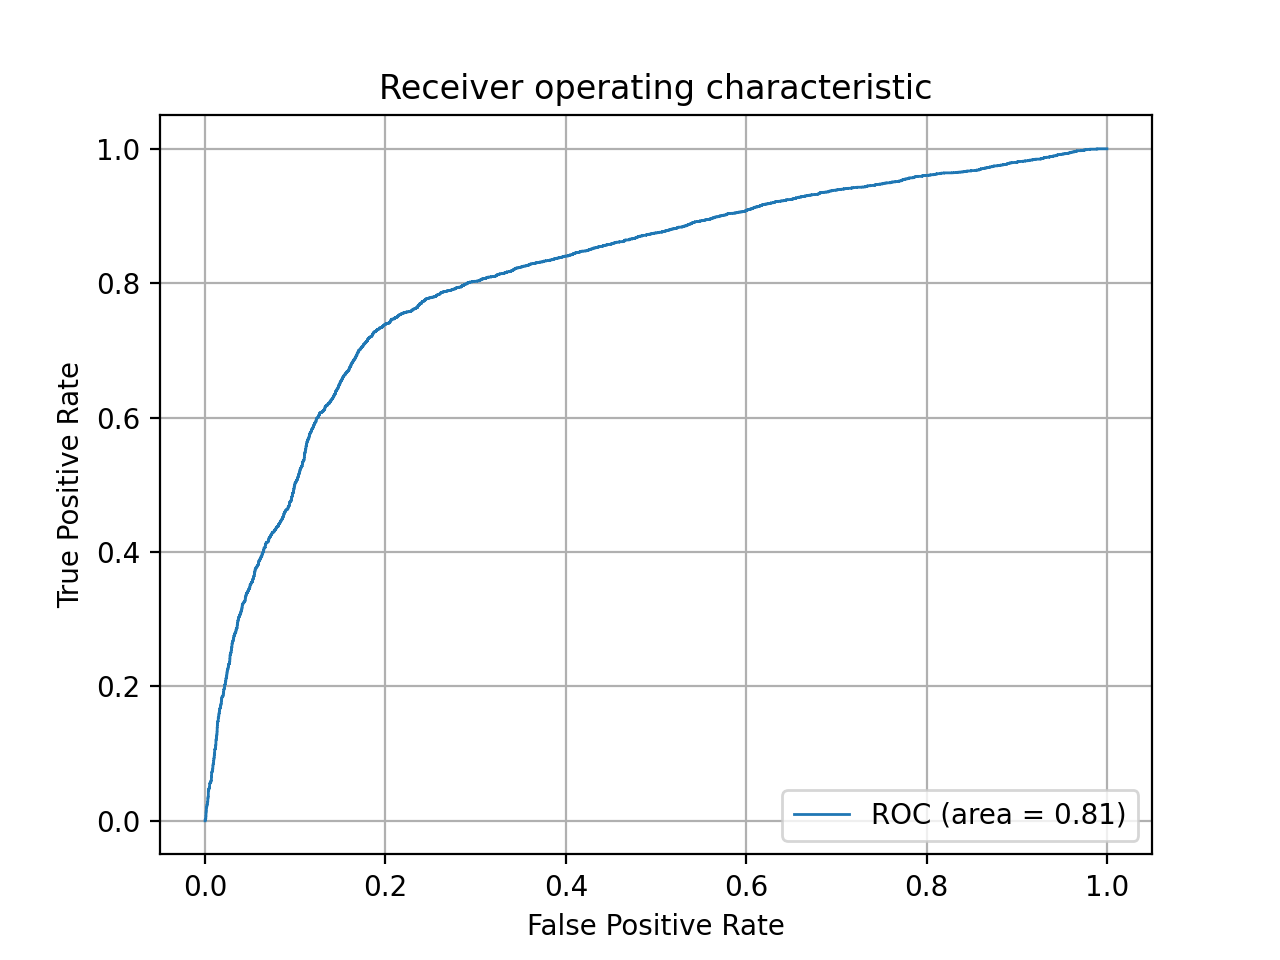 Receiver operating characteristic
True Positive Rate
1.0
0.8
0.6
0.4
0.2
0.0
ROC (area = 0.81)
0.0 0.2 0.4 0.6 0.8 1.0
False Positive Rate